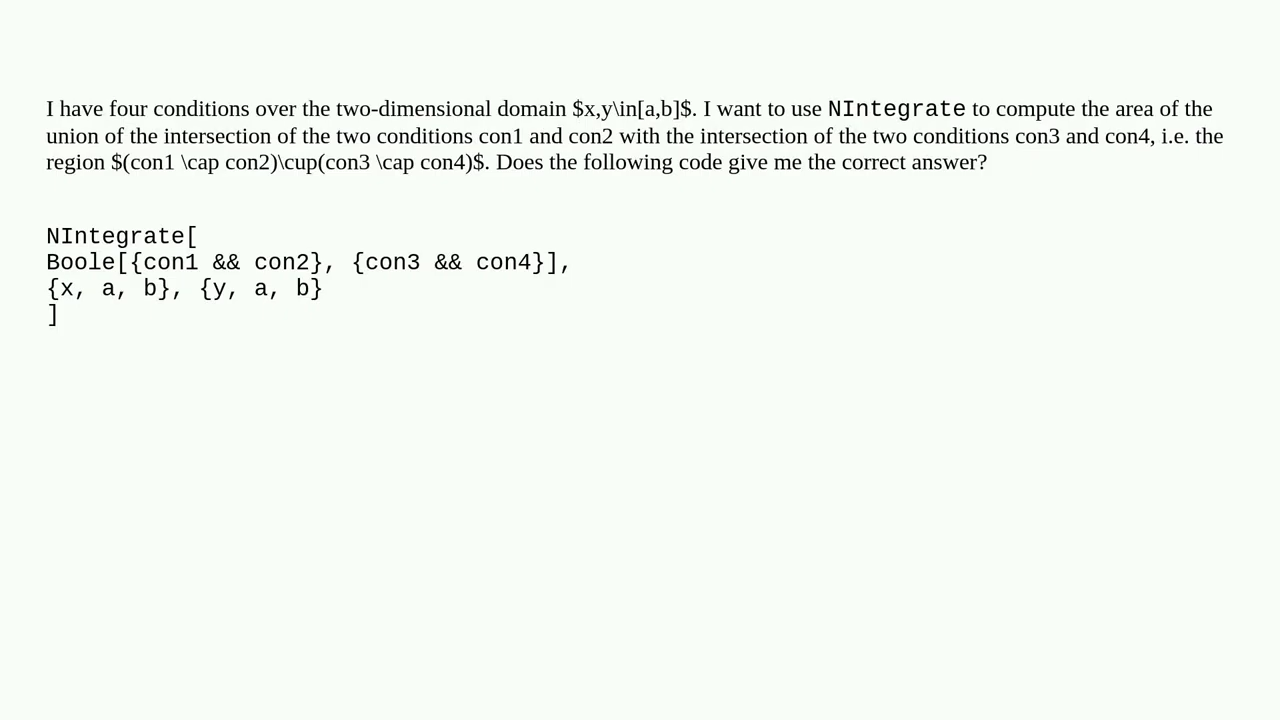 I have four conditions over the two-dimensional domain $x,y\in[a,b]$. I want to use NIntegrate to compute the area of the
union of the intersection of the two conditions con1 and con2 with the intersection of the two conditions con3 and con4, i.e. the
region $(con1 \cap con2)\cup(con3 \cap con4)$. Does the following code give me the correct answer?
NIntegrate[
Boole[{con1 && con2}, {con3 && con4}],
{x, a, b}, {y, a, b}
]